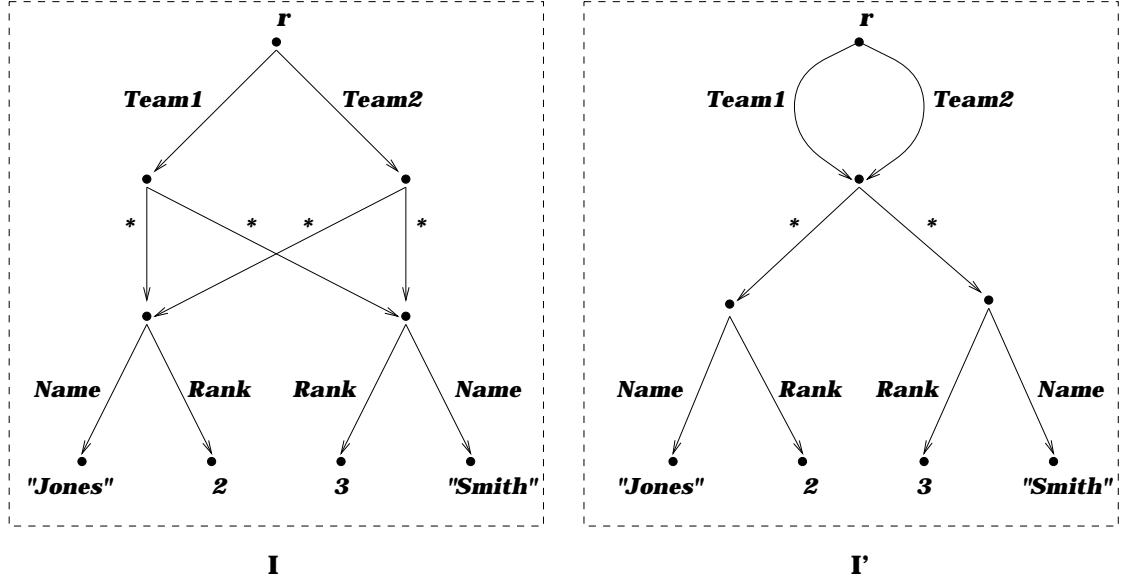 r r
Team1 Team2 Team1 Team2
* * * * * *
Name Rank Rank Name Name Rank Rank Name
"Jones" 2 3 "Smith" "Jones" 2 3 "Smith"
I I'